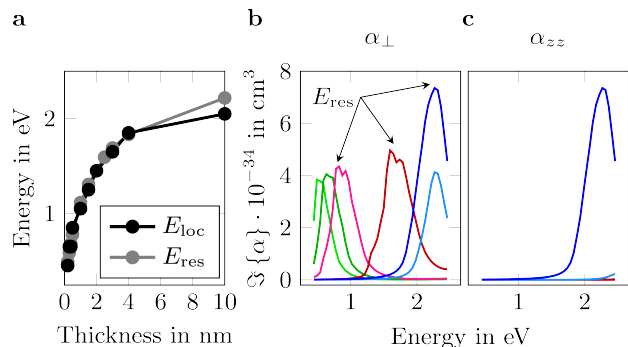 a
b
c
α⊥
αzz
Energy in eV
2
1
Eloc
Eres
0 2 4 6 8 10
Thickness in nm
ℑ {α} · 10−34 in cm3
8
6
4
2
0
Eres
1 2
1 2
Energy in eV